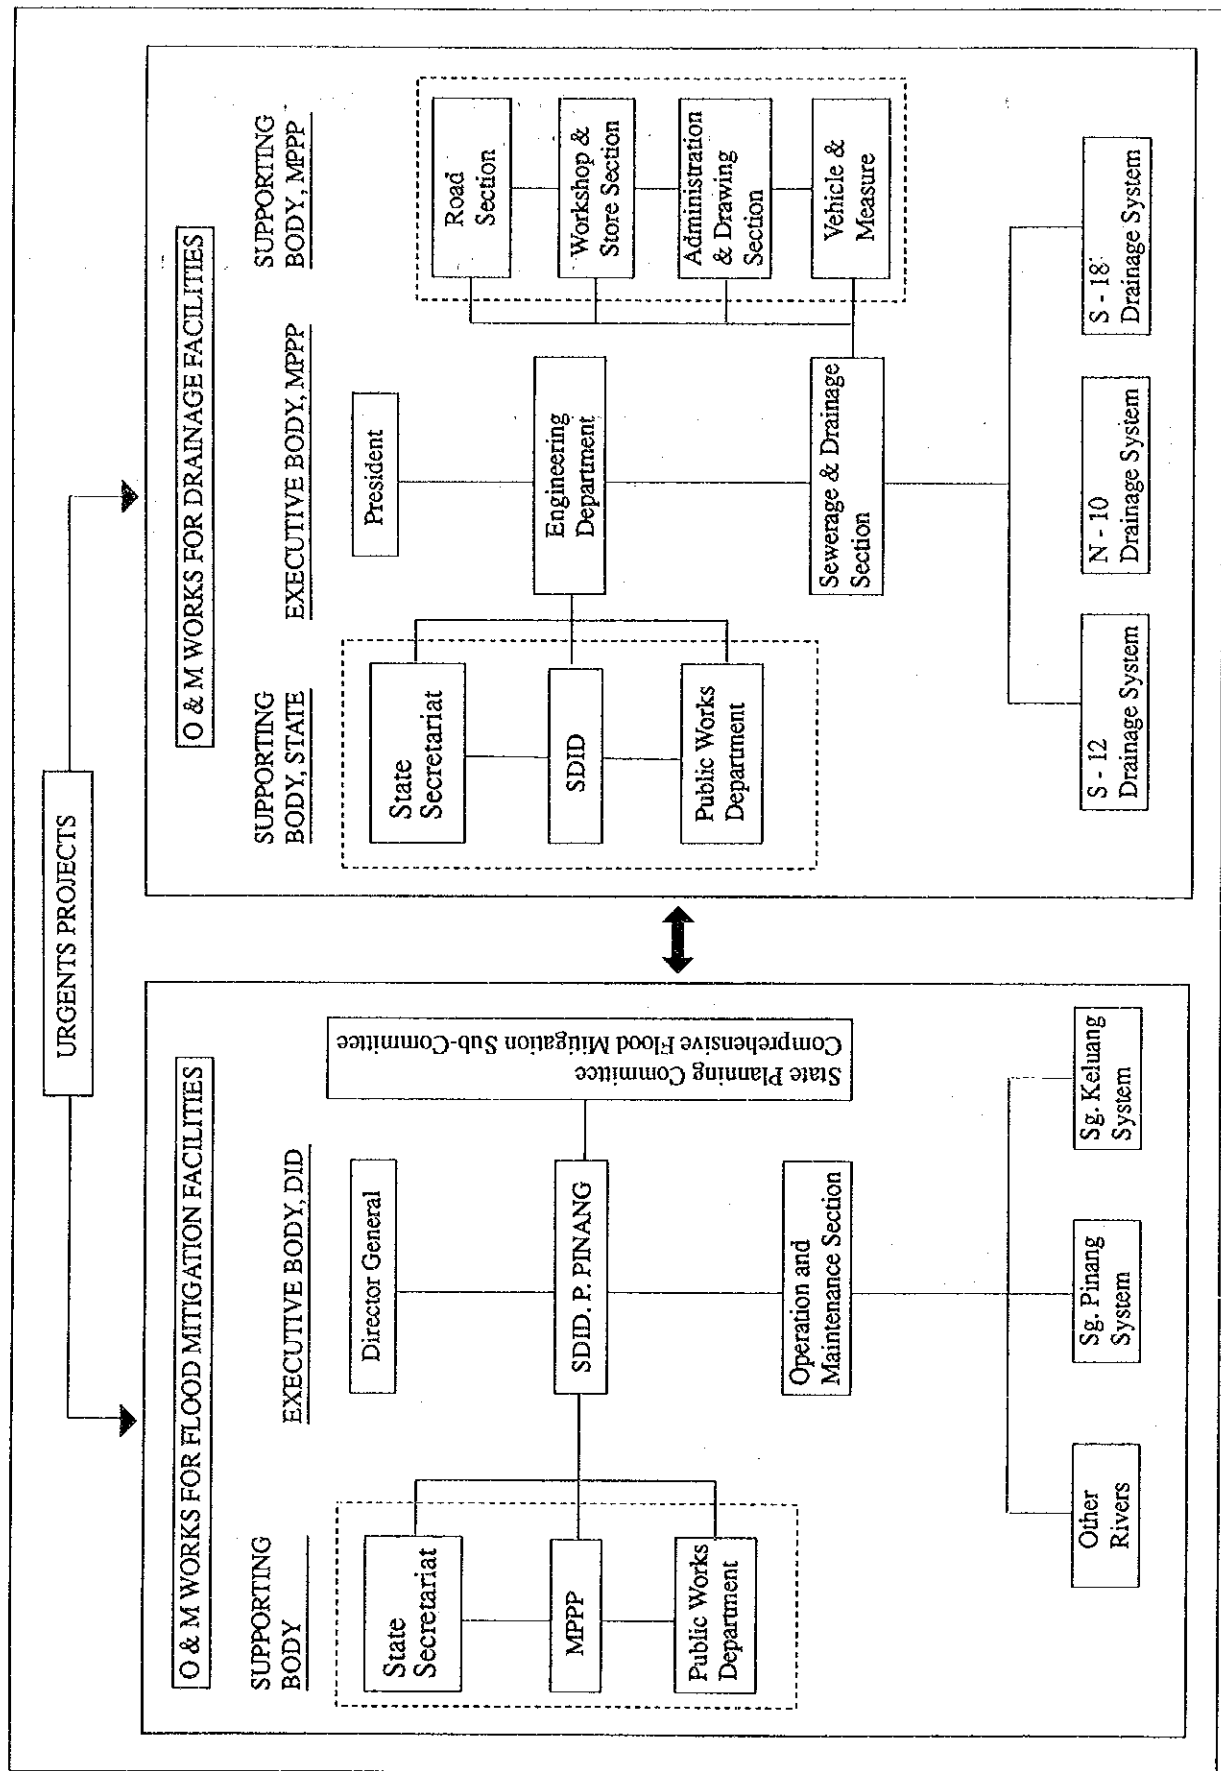 URGENTS PROJECTS
O & M WORKS FOR FLOOD MITIGATION FACILITIES
SUPPORTING
BODY
EXECUTIVE BODY, DID
State
Secretariat
MPPP
Public Works
Department
Director General
SDID. P. PINANG
Operation and
Maintenance Section
State Planning Committee
Comprehensive Flood Mitigation Sub-Committee
Other
Rivers
Sg. Pinang
System
Sg. Keluang
System
O & M WORKS FOR DRAINAGE FACILITIES
SUPPORTING
BODY, STATE
EXECUTIVE BODY, MPPP
SUPPORTING
BODY, MPPP
State
Secretariat
SDID
Public Works
Department
President
Engineering
Department
Sewerage & Drainage
Section
Road
Section
Workshop &
Store Section
Administration
& Drawing
Section
Vehicle &
Measure
S - 12
Drainage System
N - 10
Drainage System
S - 18
Drainage System